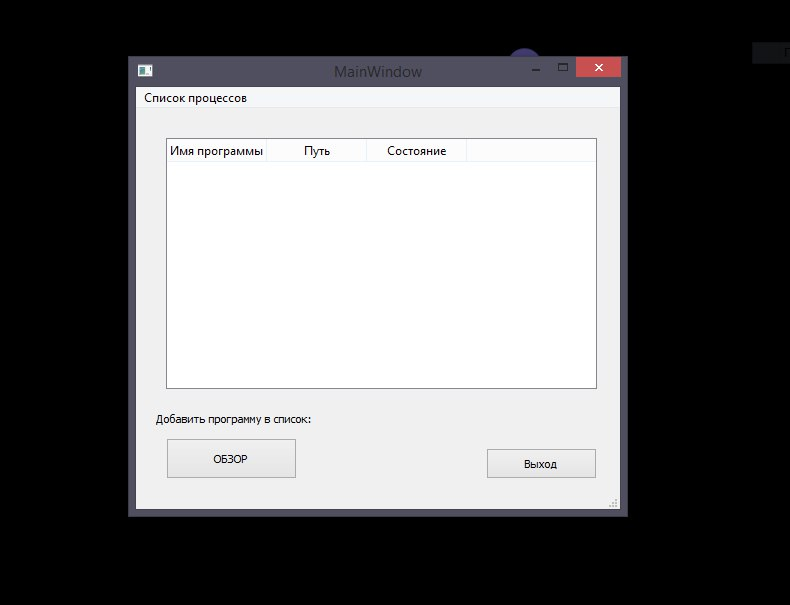 MainWindow
Список процессов
Имя программы Путь Состояние
Добавить программу в список:
ОБЗОР
Выход